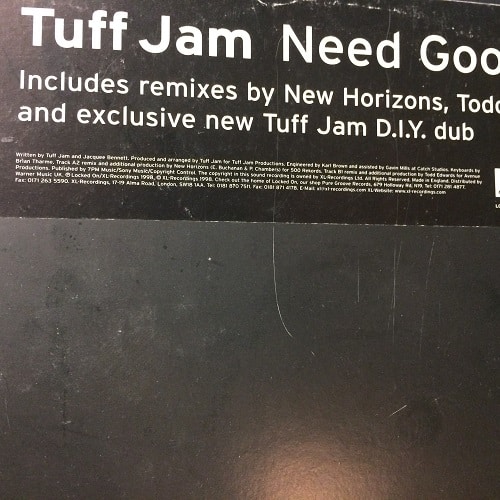 Tuff Jam Need Goo
Includes remixes by New Horizons, Todd
and exclusive new Tuff Jam D.I.Y. dub
Written by Tuff Jam and Jacquee Bennett. Produced and arranged by Tuff Jam for Tuff Jam Productions. Engineered by Karl Brown and assisted by Gavin Mills at Catch Studios. Keyboards by
Brian Tharme. Track A2 remix and additional production by New Horizons (C. Buchanan & P. Chambers) for 500 Rekords. Track B1 remix and additional production by Todd Edwards for Avenue
Productions. Published by 7PM Music/Sony Music/Copyright Control. The copyright in this sound recording is owned by XL-Recordings Ltd. All Rights Reserved. Made in England. Distributed by
Warner Music UK. ℗ Locked On/XL-Recordings 1998, © XL-Recordings 1998. Check out the home of Locked On, our shop Pure Groove Records, 679 Holloway Rd, N19, Tel: 0171 281 4877.
Fax: 0171 263 5590. XL-Recordings, 17-19 Alma Road, London, SW18 1AA. Tel: 0181 870 7511. Fax: 0181 871 4178. E-Mail: xl@xl-recordings.com XL-Website: www.xl-recordings.com